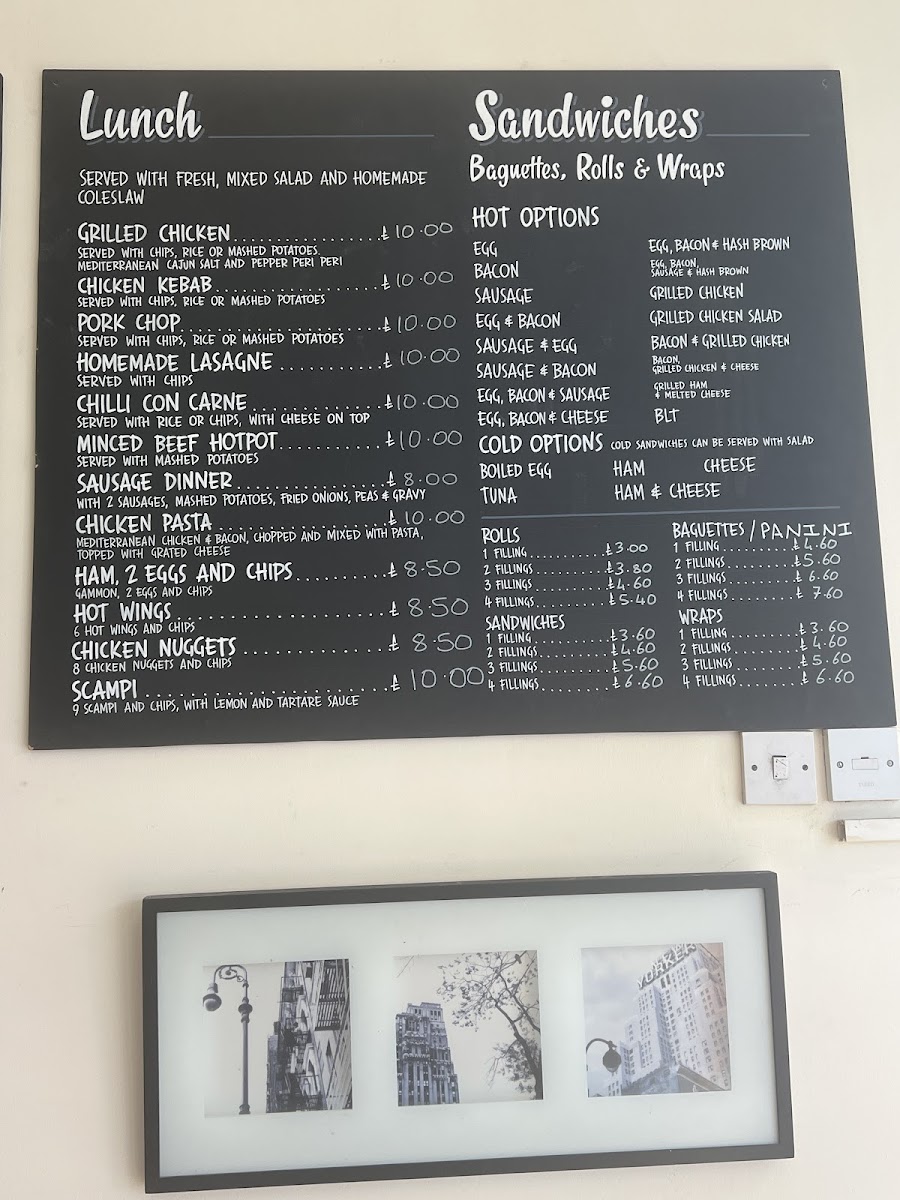 Lunch
SERVED WITH FRESH, MIXED SALAD AND HOMEMADE
COLESLAW
GRILLED CHICKEN....................£10.00
SERVED WITH CHIPS, RICE OR MASHED POTATOES.
MEDITERRANEAN CAJUN SALT AND PEPPER PERI PERI
CHICKEN KEBAB......................£10.00
SERVED WITH CHIPS, RICE OR MASHED POTATOES
PORK CHOP..........................£10.00
SERVED WITH CHIPS, RICE OR MASHED POTATOES
HOMEMADE LASAGNE ...........£10.00
SERVED WITH CHIPS
CHILLI CON CARNE ..............£10.00
SERVED WITH RICE OR CHIPS, WITH CHEESE ON TOP
MINCED BEEF HOTPOT...........£10.00
SERVED WITH MASHED POTATOES
SAUSAGE DINNER ................£8.00
WITH 2 SAUSAGES, MASHED POTATOES, FRIED ONIONS, PEAS & GRAVY
CHICKEN PASTA ..................£10.00
MEDITERRANEAN CHICKEN & BACON, CHOPPED AND MIXED WITH PASTA,
TOPPED WITH GRATED CHEESE
HAM, 2 EGGS AND CHIPS.........£8.50
GAMMON, 2 EGGS AND CHIPS
HOT WINGS ......................£8.50
6 HOT WINGS AND CHIPS
CHICKEN NUGGETS ...............£8.50
8 CHICKEN NUGGETS AND CHIPS
SCAMPI .........................£10.00
9 SCAMPI AND CHIPS, WITH LEMON AND TARTARE SAUCE
Sandwiches
Baguettes, Rolls & Wraps
HOT OPTIONS
EGG
BACON
SAUSAGE
EGG & BACON
SAUSAGE & EGG
SAUSAGE & BACON
EGG, BACON & SAUSAGE
EGG, BACON & CHEESE
EGG, BACON & HASH BROWN
EGG, BACON,
SAUSAGE & HASH BROWN
GRILLED CHICKEN
GRILLED CHICKEN SALAD
BACON & GRILLED CHICKEN
BACON,
GRILLED CHICKEN & CHEESE
GRILLED HAM
& MELTED CHEESE
BLT
COLD OPTIONS COLD SANDWICHES CAN BE SERVED WITH SALAD
BOILED EGG HAM CHEESE
TUNA HAM & CHEESE
ROLLS
1 FILLING..........£3.00
2 FILLINGS.........£3.80
3 FILLINGS.........£4.60
4 FILLINGS.........£5.40
SANDWICHES
1 FILLING..........£3.60
2 FILLINGS.........£4.60
3 FILLINGS.........£5.60
4 FILLINGS.........£6.60
BAGUETTES / PANINI
1 FILLING.........£4.60
2 FILLINGS........£5.60
3 FILLINGS........£6.60
4 FILLINGS........£7.60
WRAPS
1 FILLING.........£3.60
2 FILLINGS........£4.60
3 FILLINGS........£5.60
4 FILLINGS........£6.60
YORKER